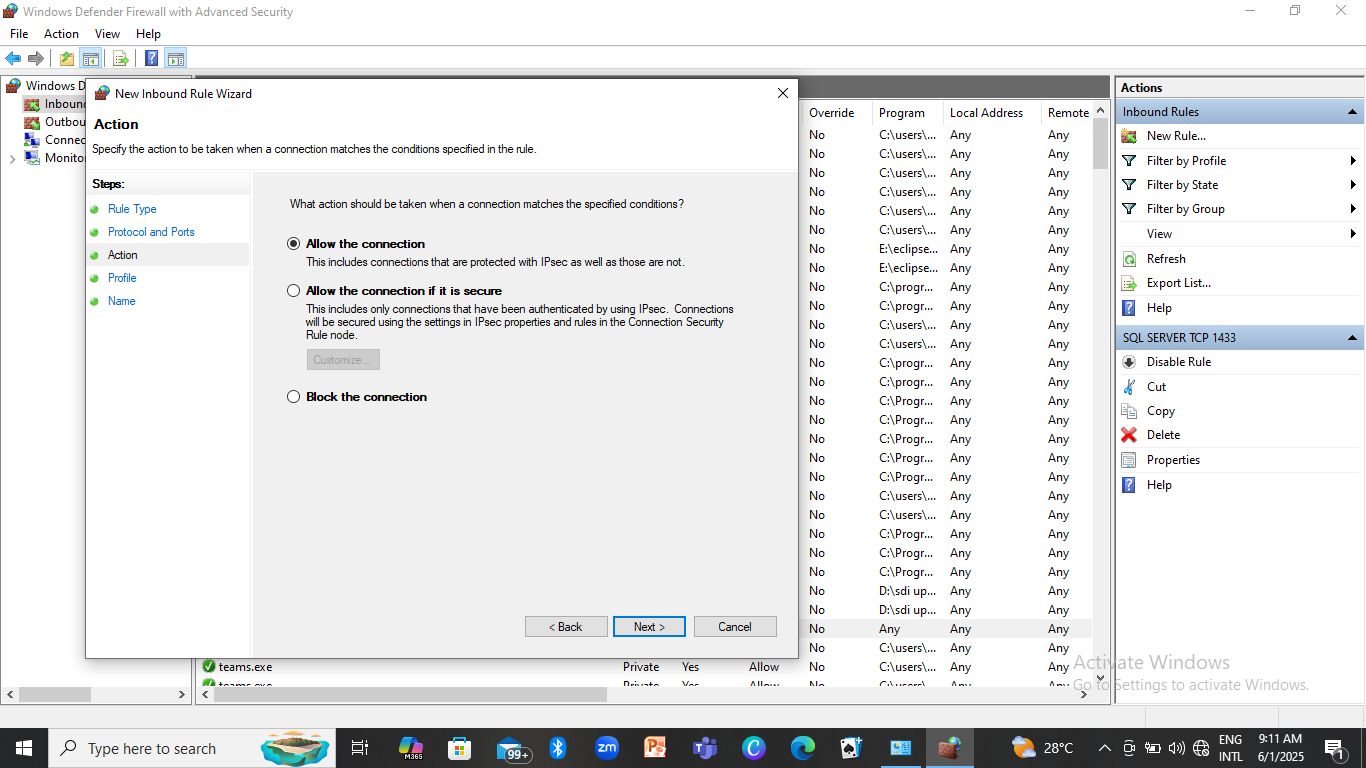 Windows Defender Firewall with Advanced Security
File Action View Help
Windows D
Inboun
Outbou
Connec
Monito
New Inbound Rule Wizard
Action
Specify the action to be taken when a connection matches the conditions specified in the rule.
Steps:
Rule Type
Protocol and Ports
Action
Profile
Name
What action should be taken when a connection matches the specified conditions?
Allow the connection
This includes connections that are protected with IPsec as well as those are not.
Allow the connection if it is secure
This includes only connections that have been authenticated by using IPsec. Connections
will be secured using the settings in IPsec properties and rules in the Connection Security
Rule node.
Customize...
Block the connection
< Back Next > Cancel
Override Program Local Address Remote
No C:\users\... Any Any
No C:\users\... Any Any
No C:\users\... Any Any
No C:\users\... Any Any
No C:\users\... Any Any
No C:\users\... Any Any
No E:\eclipse... Any Any
No E:\eclipse... Any Any
No C:\progr... Any Any
No C:\progr... Any Any
No C:\users\... Any Any
No C:\users\... Any Any
No C:\progr... Any Any
No C:\progr... Any Any
No C:\Progr... Any Any
No C:\Progr... Any Any
No C:\Progr... Any Any
No C:\Progr... Any Any
No C:\Progr... Any Any
No C:\users\... Any Any
No C:\users\... Any Any
No C:\Progr... Any Any
No C:\Progr... Any Any
No C:\Progr... Any Any
No D:\sdi up... Any Any
No D:\sdi up... Any Any
No Any Any Any
No C:\users\... Any Any
teams.exe Private Yes Allow No C:\users\... Any Any
teams.exe Private Yes Allow No C:\users\... Any Any
Actions
Inbound Rules
New Rule...
Filter by Profile
Filter by State
Filter by Group
View
Refresh
Export List...
Help
SQL SERVER TCP 1433
Disable Rule
Cut
Copy
Delete
Properties
Help
Activate Windows
Go to Settings to activate Windows.
Type here to search
M365
99+
zm
28°C
ENG
INTL
9:11 AM
6/1/2025
1